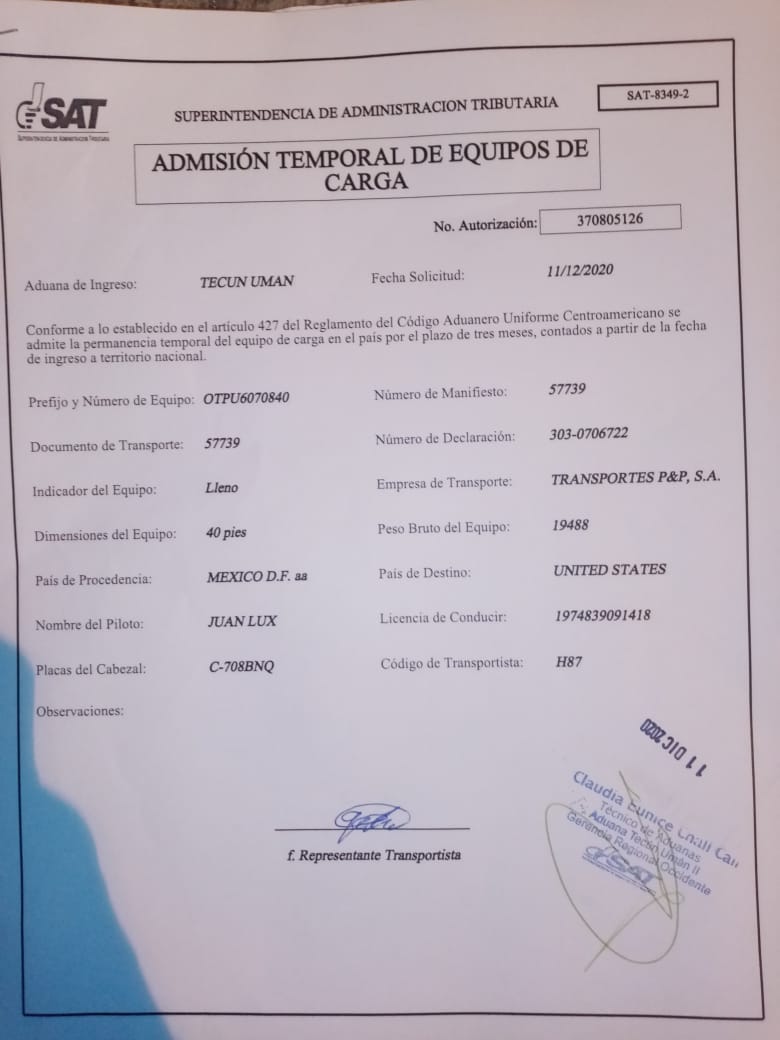 SAT
SUPERINTENDENCIA DE ADMINISTRACION TRIBUTARIA
SUPERINTENDENCIA DE ADMINISTRACION TRIBUTARIA
SAT-8349-2
ADMISIÓN TEMPORAL DE EQUIPOS DE
CARGA
No. Autorización: 370805126
Aduana de Ingreso: TECUN UMAN Fecha Solicitud: 11/12/2020
Conforme a lo establecido en el artículo 427 del Reglamento del Código Aduanero Uniforme Centroamericano se
admite la permanencia temporal del equipo de carga en el país por el plazo de tres meses, contados a partir de la fecha
de ingreso a territorio nacional.
Prefijo y Número de Equipo: OTPU6070840 Número de Manifiesto: 57739
Documento de Transporte: 57739 Número de Declaración: 303-0706722
Indicador del Equipo: Lleno Empresa de Transporte: TRANSPORTES P&P, S.A.
Dimensiones del Equipo: 40 pies Peso Bruto del Equipo: 19488
País de Procedencia: MEXICO D.F. aa País de Destino: UNITED STATES
Nombre del Piloto: JUAN LUX Licencia de Conducir: 1974839091418
Placas del Cabezal: C-708BNQ Código de Transportista: H87
Observaciones:
11 DIC 2020
Claudia Eunice
Técnico de Aduanas
Aduana Tecún Umán II
Gerencia Regional Occidente
SAT
f. Representante Transportista